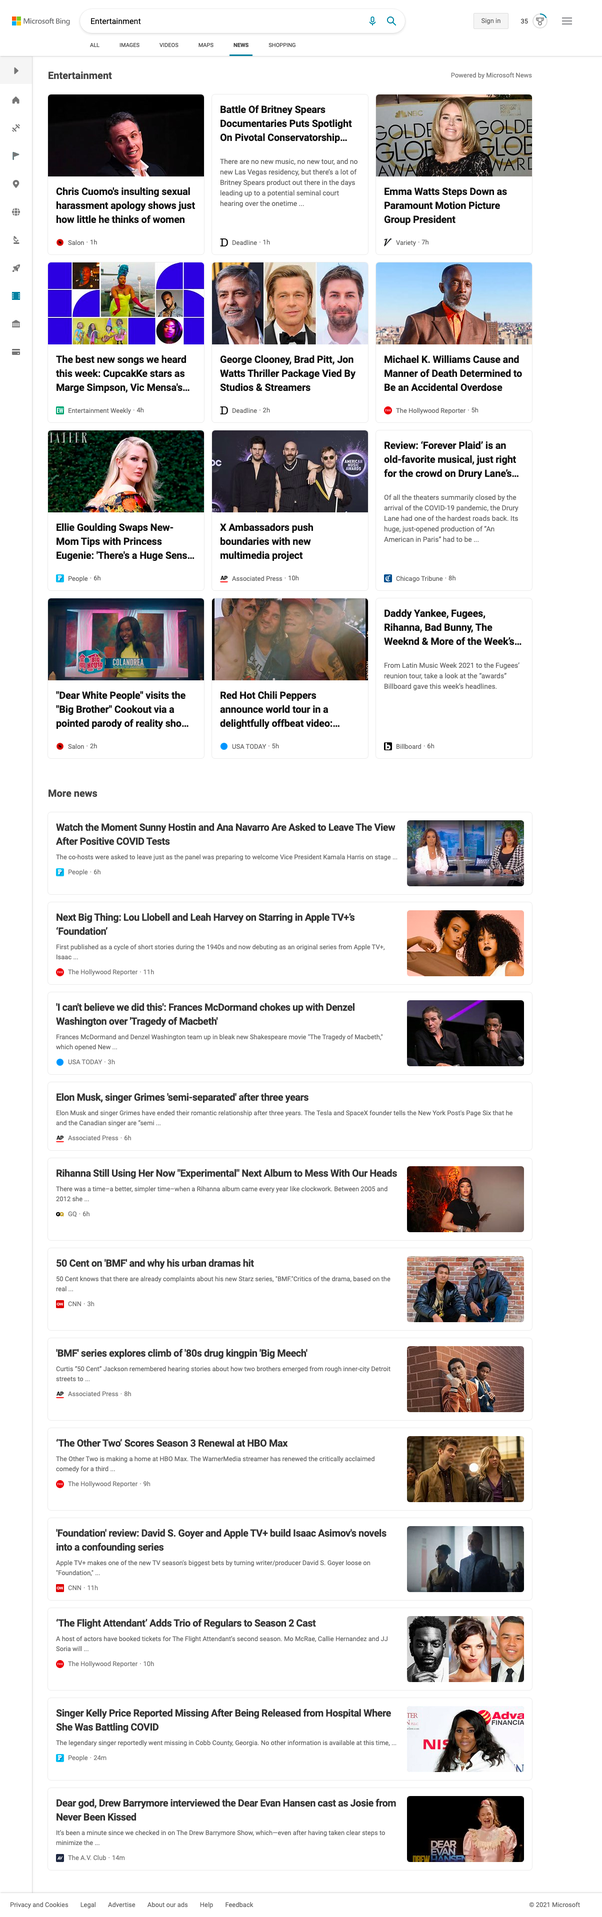 Microsoft Bing
Entertainment
Sign in
35
ALL IMAGES VIDEOS MAPS NEWS SHOPPING
Entertainment
Powered by Microsoft News
Chris Cuomo's insulting sexual
harassment apology shows just
how little he thinks of women
Salon · 1h
Battle Of Britney Spears
Documentaries Puts Spotlight
On Pivotal Conservatorship...
There are no new music, no new tour, and no
new Las Vegas residency, but there's a lot of
Britney Spears product out there in the days
leading up to a potential seminal court
hearing over the onetime ...
Deadline · 1h
Emma Watts Steps Down as
Paramount Motion Picture
Group President
Variety · 7h
The best new songs we heard
this week: CupcakKe stars as
Marge Simpson, Vic Mensa's...
Entertainment Weekly · 4h
George Clooney, Brad Pitt, Jon
Watts Thriller Package Vied By
Studios & Streamers
Deadline · 2h
Michael K. Williams Cause and
Manner of Death Determined to
Be an Accidental Overdose
The Hollywood Reporter · 5h
Ellie Goulding Swaps New-
Mom Tips with Princess
Eugenie: 'There's a Huge Sens...
People · 6h
AMERICAN
MUSIC
X Ambassadors push
boundaries with new
multimedia project
Associated Press · 10h
Review: ‘Forever Plaid’ is an
old-favorite musical, just right
for the crowd on Drury Lane’s...
Of all the theaters summarily closed by the
arrival of the COVID-19 pandemic, the Drury
Lane had one of the hardest roads back. Its
huge, just-opened production of “An
American in Paris” had to be ...
Chicago Tribune · 8h
COLANDREA
"Dear White People" visits the
"Big Brother" Cookout via a
pointed parody of reality sho...
Salon · 2h
Red Hot Chili Peppers
announce world tour in a
delightfully offbeat video:...
USA TODAY · 5h
Daddy Yankee, Fugees,
Rihanna, Bad Bunny, The
Weeknd & More of the Week's...
From Latin Music Week 2021 to the Fugees'
reunion tour, take a look at the “awards”
Billboard gave this week's headlines.
Billboard · 6h
More news
Watch the Moment Sunny Hostin and Ana Navarro Are Asked to Leave The View
After Positive COVID Tests
The co-hosts were asked to leave just as the panel was preparing to welcome Vice President Kamala Harris on stage ...
People · 6h
Next Big Thing: Lou Llobell and Leah Harvey on Starring in Apple TV+’s
‘Foundation’
First published as a cycle of short stories during the 1940s and now debuting as an original series from Apple TV+,
Isaac ...
The Hollywood Reporter · 11h
'I can't believe we did this': Frances McDormand chokes up with Denzel
Washington over 'Tragedy of Macbeth'
Frances McDormand and Denzel Washington team up in bleak new Shakespeare movie "The Tragedy of Macbeth,"
which opened New ...
USA TODAY · 3h
Elon Musk, singer Grimes 'semi-separated' after three years
Elon Musk and singer Grimes have ended their romantic relationship after three years. The Tesla and SpaceX founder tells the New York Post's Page Six that he
and the Canadian singer are “semi ...
AP Associated Press · 6h
Rihanna Still Using Her Now "Experimental" Next Album to Mess With Our Heads
There was a time—a better, simpler time—when a Rihanna album came every year like clockwork. Between 2005 and
2012 she ...
GQ · 6h
50 Cent on 'BMF' and why his urban dramas hit
50 Cent knows that there are already complaints about his new Starz series, "BMF."Critics of the drama, based on the
real ...
CNN · 3h
'BMF' series explores climb of '80s drug kingpin 'Big Meech'
Curtis “50 Cent” Jackson remembered hearing stories about how two brothers emerged from rough inner-city Detroit
streets to ...
AP Associated Press · 8h
‘The Other Two’ Scores Season 3 Renewal at HBO Max
The Other Two is making a home at HBO Max. The WarnerMedia streamer has renewed the critically acclaimed
comedy for a third ...
The Hollywood Reporter · 9h
'Foundation' review: David S. Goyer and Apple TV+ build Isaac Asimov's novels
into a confounding series
Apple TV+ makes one of the new TV season's biggest bets by turning writer/producer David S. Goyer loose on
"Foundation," ...
CNN · 11h
‘The Flight Attendant’ Adds Trio of Regulars to Season 2 Cast
A host of actors have booked tickets for The Flight Attendant's second season. Mo McRae, Callie Hernandez and JJ
Soria will ...
The Hollywood Reporter · 10h
Singer Kelly Price Reported Missing After Being Released from Hospital Where
She Was Battling COVID
The legendary singer reportedly went missing in Cobb County, Georgia. No other information is available at this time, ...
People · 24m
Dear god, Drew Barrymore interviewed the Dear Evan Hansen cast as Josie from
Never Been Kissed
It's been a minute since we checked in on The Drew Barrymore Show, which—even after having taken clear steps to
minimize the ...
The A.V. Club · 14m
DEAR
EVAN
HANSEN
Privacy and Cookies Legal Advertise About our ads Help Feedback
© 2021 Microsoft